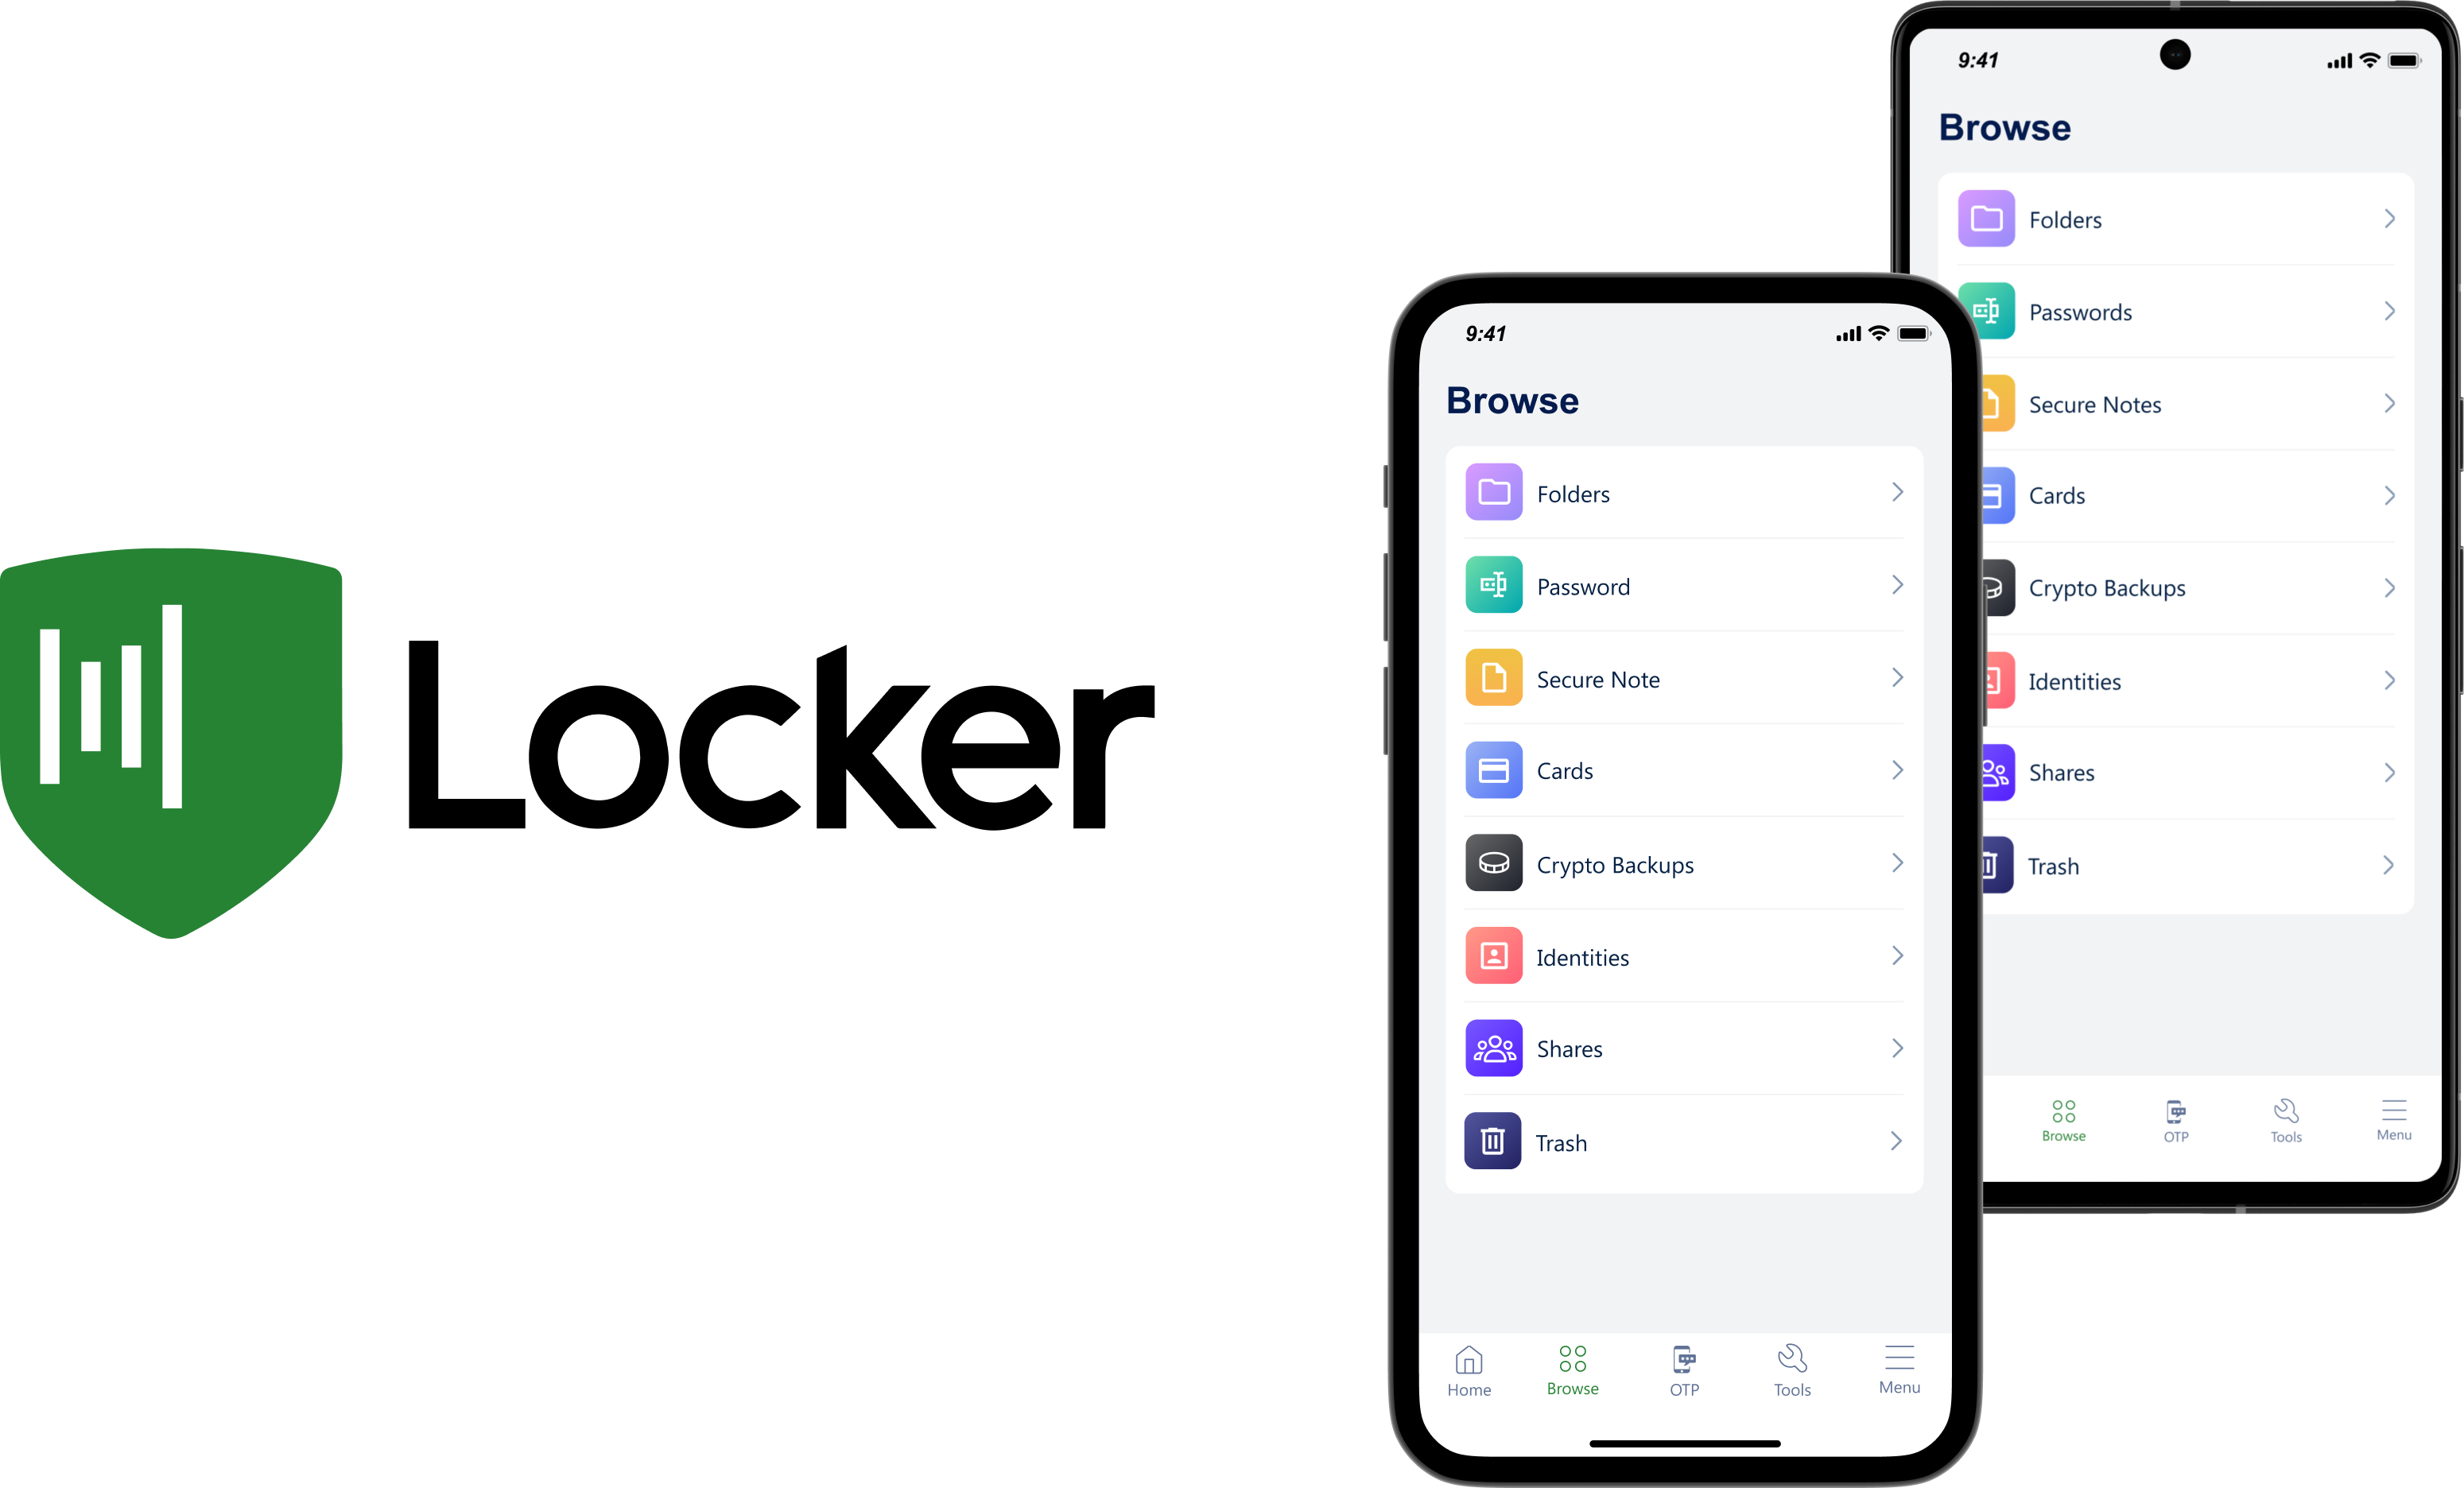 Locker
9:41
Browse
Folders
Password
Secure Note
Cards
Crypto Backups
Identities
Shares
Trash
Home
Browse
OTP
Tools
Menu
9:41
Browse
Folders
Passwords
Secure Notes
Cards
Crypto Backups
Identities
Shares
Trash
Browse
OTP
Tools
Menu